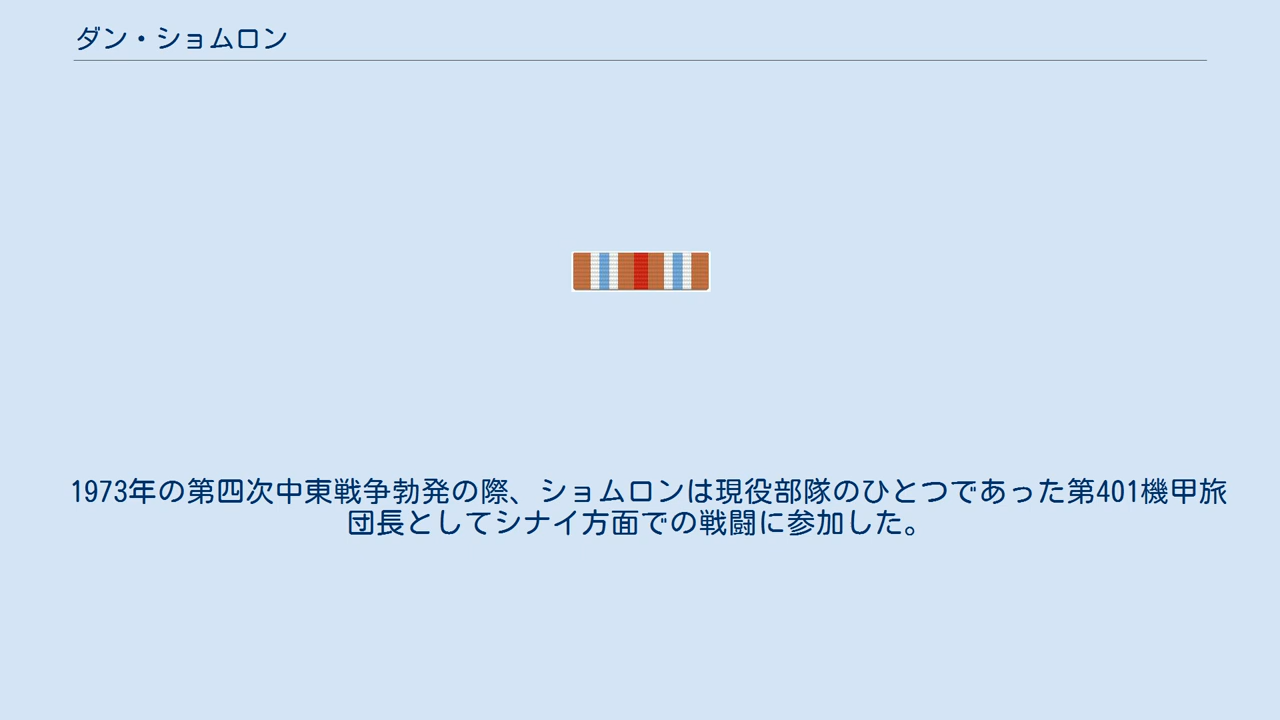 ダン・ショムロン
1973年の第四次中東戦争勃発の際、ショムロンは現役部隊のひとつであった第401機甲旅
団長としてシナイ方面での戦闘に参加した。